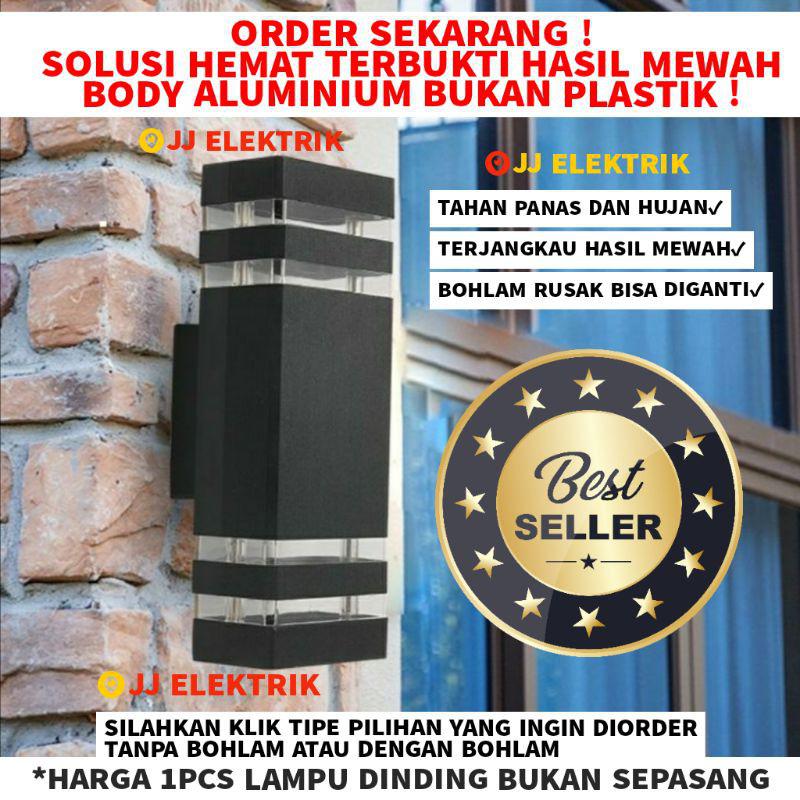 ORDER SEKARANG !
SOLUSI HEMAT TERBUKTI HASIL MEWAH
BODY ALUMINIUM BUKAN PLASTIK !
JJ ELEKTRIK
JJ ELEKTRIK
TAHAN PANAS DAN HUJAN✓
TERJANGKAU HASIL MEWAH✓
BOHLAM RUSAK BISA DIGANTI✓
Best
SELLER
JJ ELEKTRIK
SILAHKAN KLIK TIPE PILIHAN YANG INGIN DIORDER
TANPA BOHLAM ATAU DENGAN BOHLAM
*HARGA 1PCS LAMPU DINDING BUKAN SEPASANG